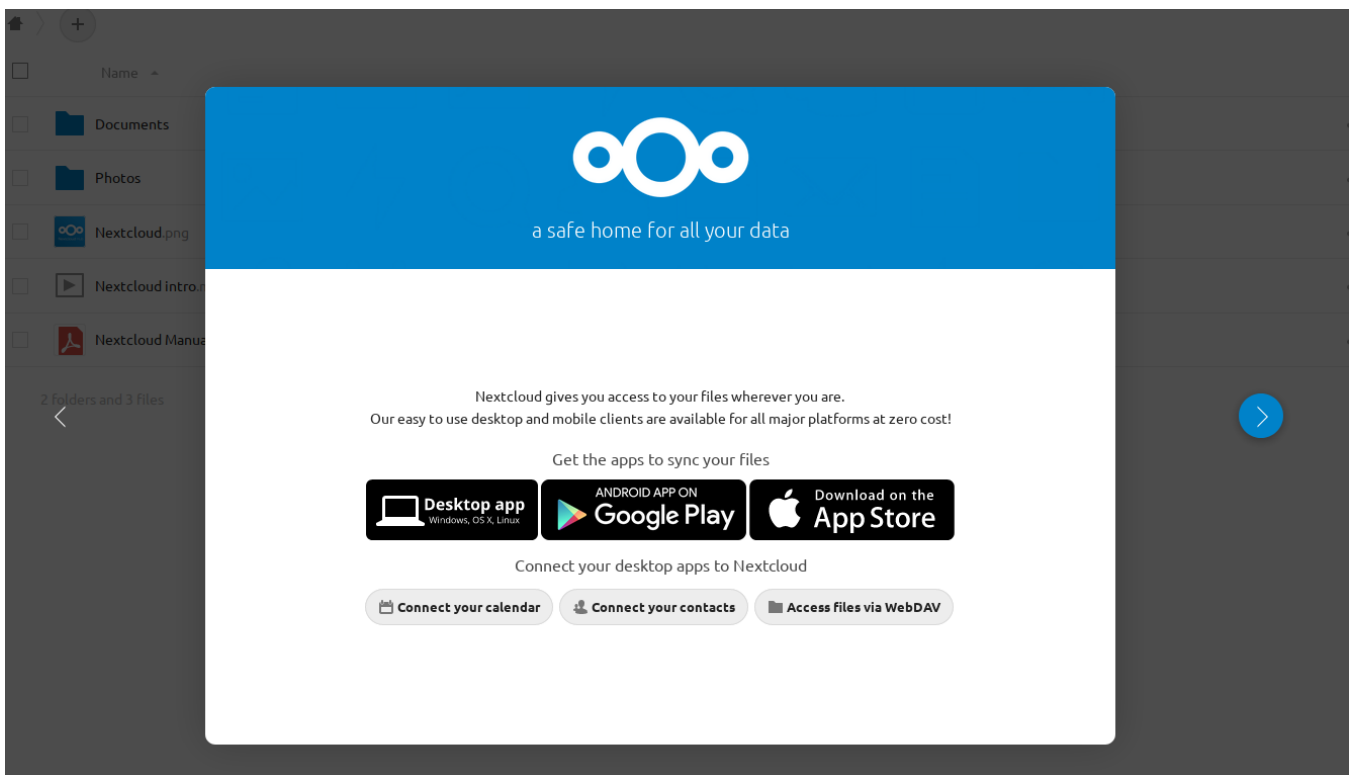 Name
Documents
Photos
Nextcloud.png
Nextcloud intro.
Nextcloud Manua
2 folders and 3 files
a safe home for all your data
Nextcloud gives you access to your files wherever you are.
Our easy to use desktop and mobile clients are available for all major platforms at zero cost!
Get the apps to sync your files
Desktop app
Windows, OS X, Linux
ANDROID APP ON
Google Play
Download on the
App Store
Connect your desktop apps to Nextcloud
Connect your calendar
Connect your contacts
Access files via WebDAV